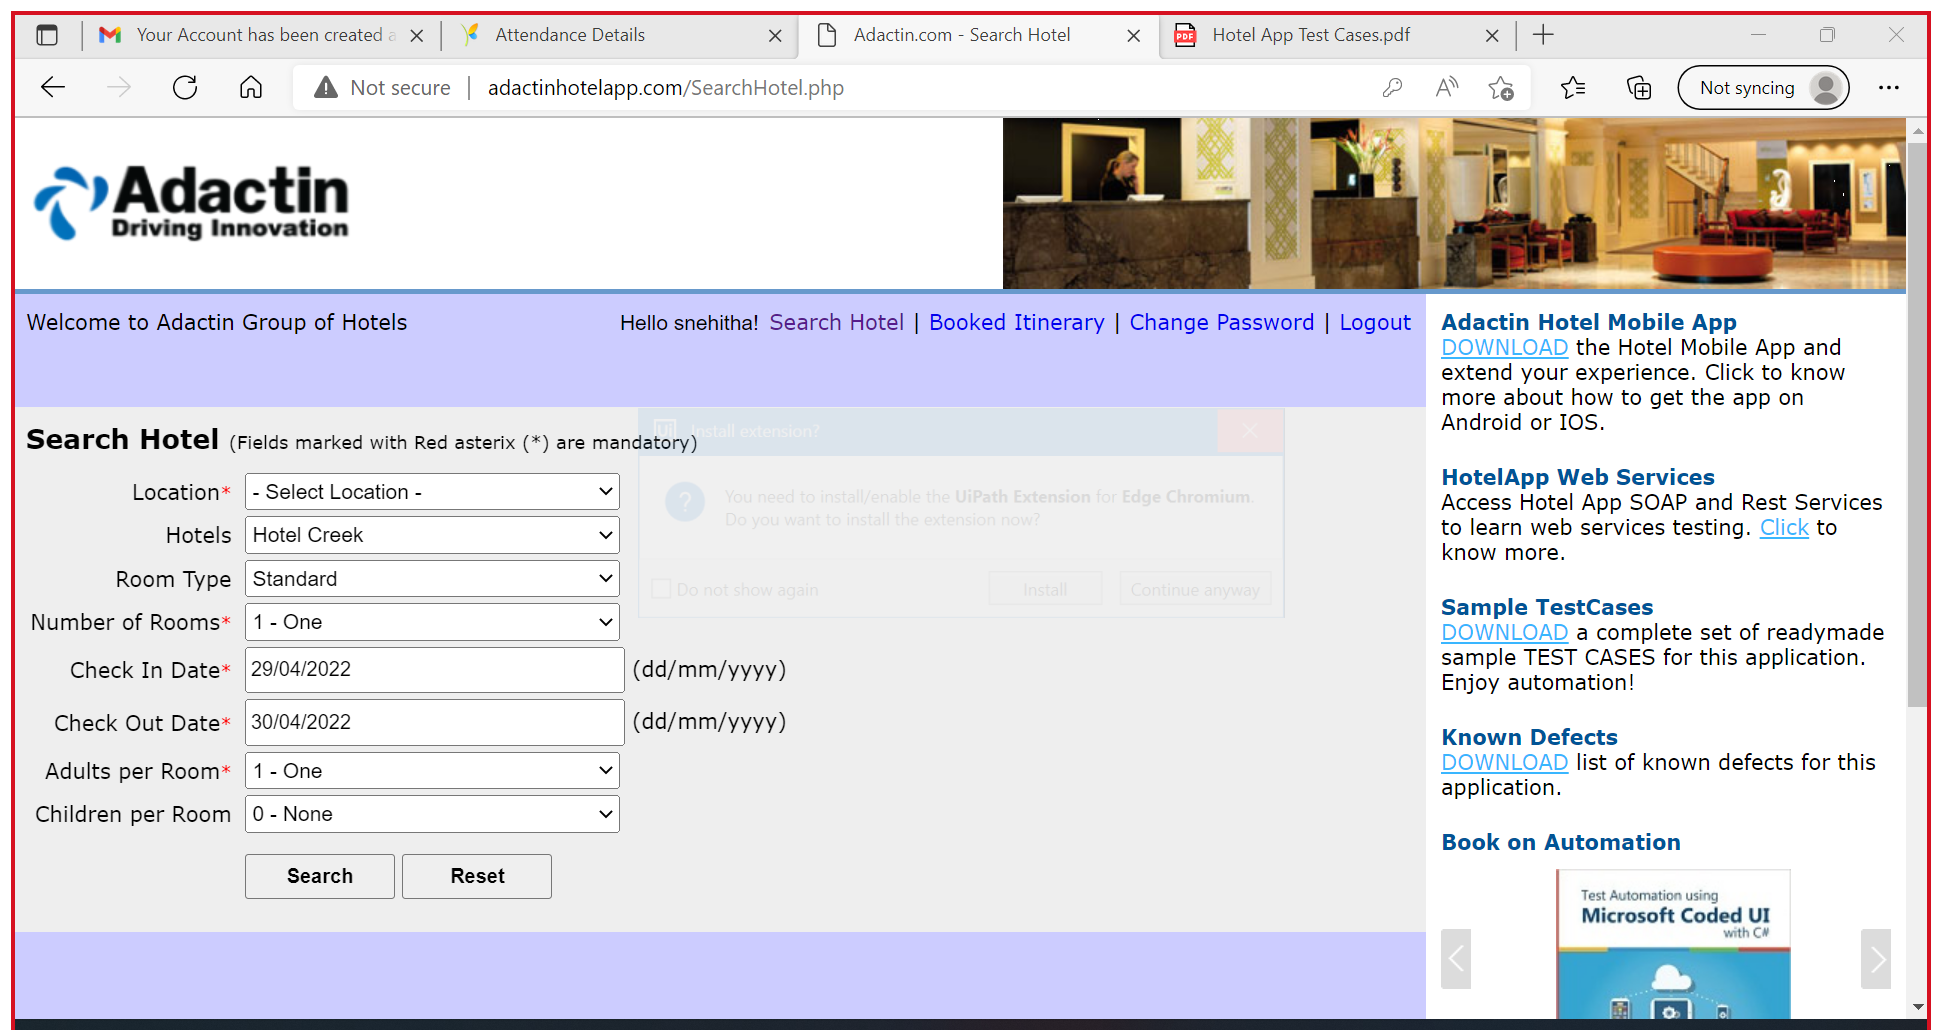 Your Account has been created a
Attendance Details
Adactin.com - Search Hotel
PDF
Hotel App Test Cases.pdf
Not secure
adactinhotelapp.com/SearchHotel.php
Not syncing
Adactin
Driving Innovation
Welcome to Adactin Group of Hotels
Hello snehitha! Search Hotel | Booked Itinerary | Change Password | Logout
Search Hotel (Fields marked with Red asterix (*) are mandatory)
Location* - Select Location -
Hotels Hotel Creek
Room Type Standard
Number of Rooms* 1 - One
Check In Date* 29/04/2022 (dd/mm/yyyy)
Check Out Date* 30/04/2022 (dd/mm/yyyy)
Adults per Room* 1 - One
Children per Room 0 - None
Search Reset
Ui Install extension?
You need to install/enable the UiPath Extension for Edge Chromium.
Do you want to install the extension now?
Do not show again Install Continue anyway
Adactin Hotel Mobile App
DOWNLOAD the Hotel Mobile App and
extend your experience. Click to know
more about how to get the app on
Android or IOS.
HotelApp Web Services
Access Hotel App SOAP and Rest Services
to learn web services testing. Click to
know more.
Sample TestCases
DOWNLOAD a complete set of readymade
sample TEST CASES for this application.
Enjoy automation!
Known Defects
DOWNLOAD list of known defects for this
application.
Book on Automation
Test Automation using
Microsoft Coded UI
with C#